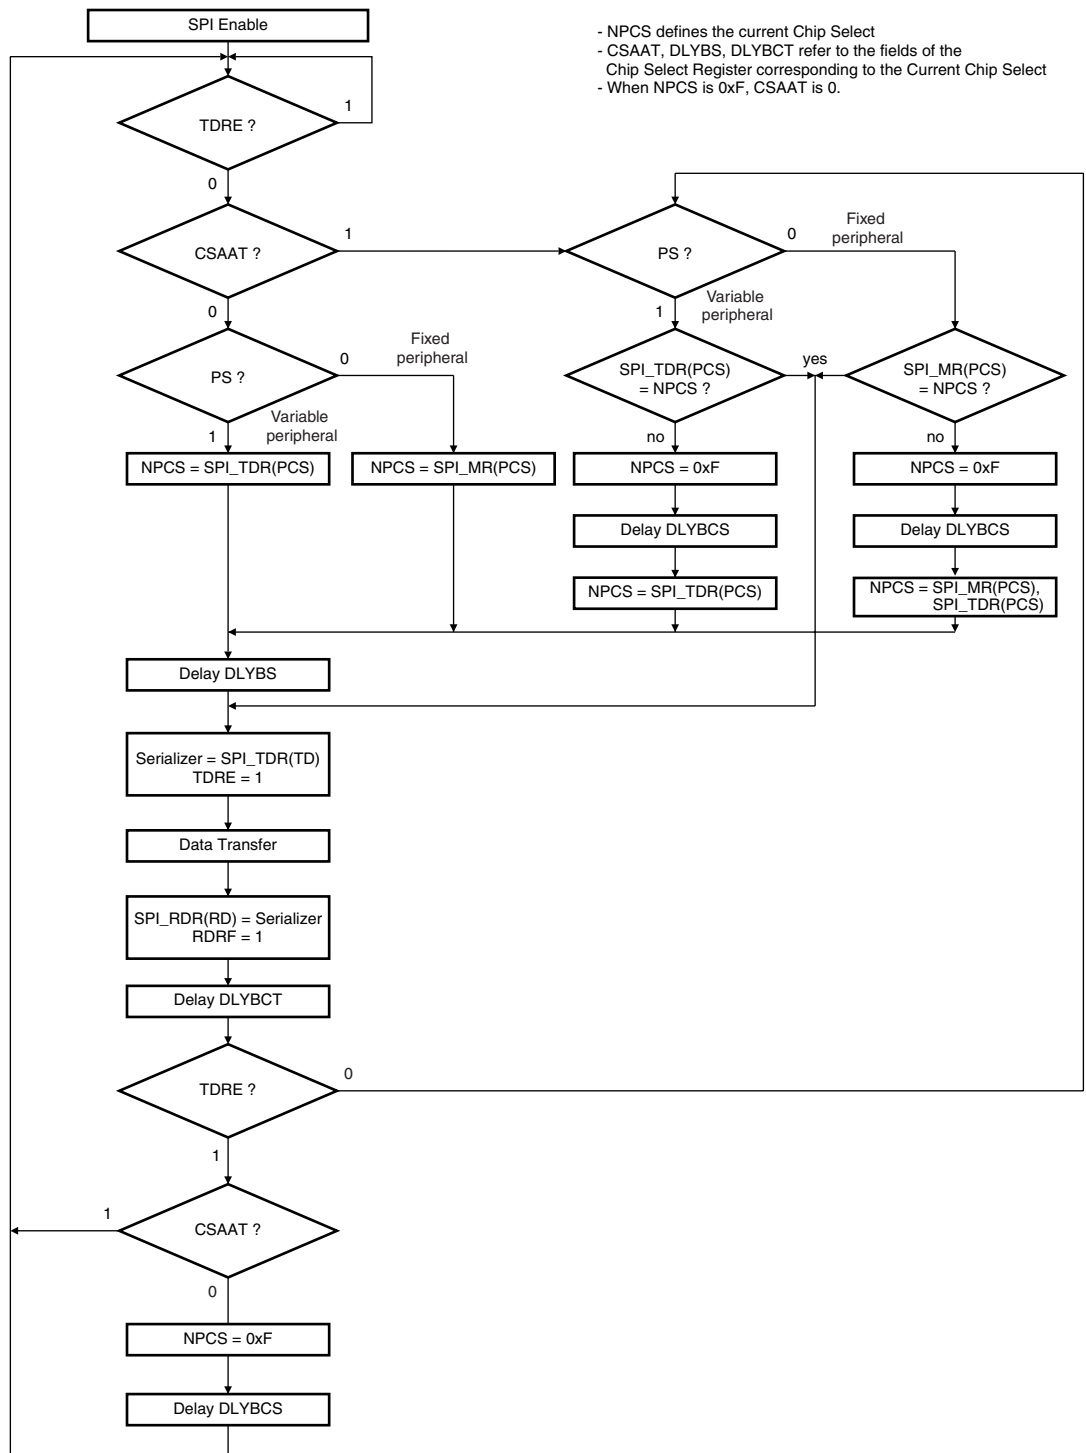 SPI Enable
- NPCS defines the current Chip Select
- CSAAT, DLYBS, DLYBCT refer to the fields of the
Chip Select Register corresponding to the Current Chip Select
- When NPCS is 0xF, CSAAT is 0.
TDRE ?
1
0
CSAAT ?
1
0
PS ?
0
Fixed
peripheral
1
Variable
peripheral
PS ?
0
Fixed
peripheral
1
Variable
peripheral
SPI_TDR(PCS)
= NPCS ?
yes
SPI_MR(PCS)
= NPCS ?
no
no
NPCS = SPI_TDR(PCS)
NPCS = SPI_MR(PCS)
NPCS = 0xF
NPCS = 0xF
Delay DLYBCS
Delay DLYBCS
NPCS = SPI_TDR(PCS)
NPCS = SPI_MR(PCS),
SPI_TDR(PCS)
Delay DLYBS
Serializer = SPI_TDR(TD)
TDRE = 1
Data Transfer
SPI_RDR(RD) = Serializer
RDRF = 1
Delay DLYBCT
TDRE ?
0
1
CSAAT ?
1
0
NPCS = 0xF
Delay DLYBCS